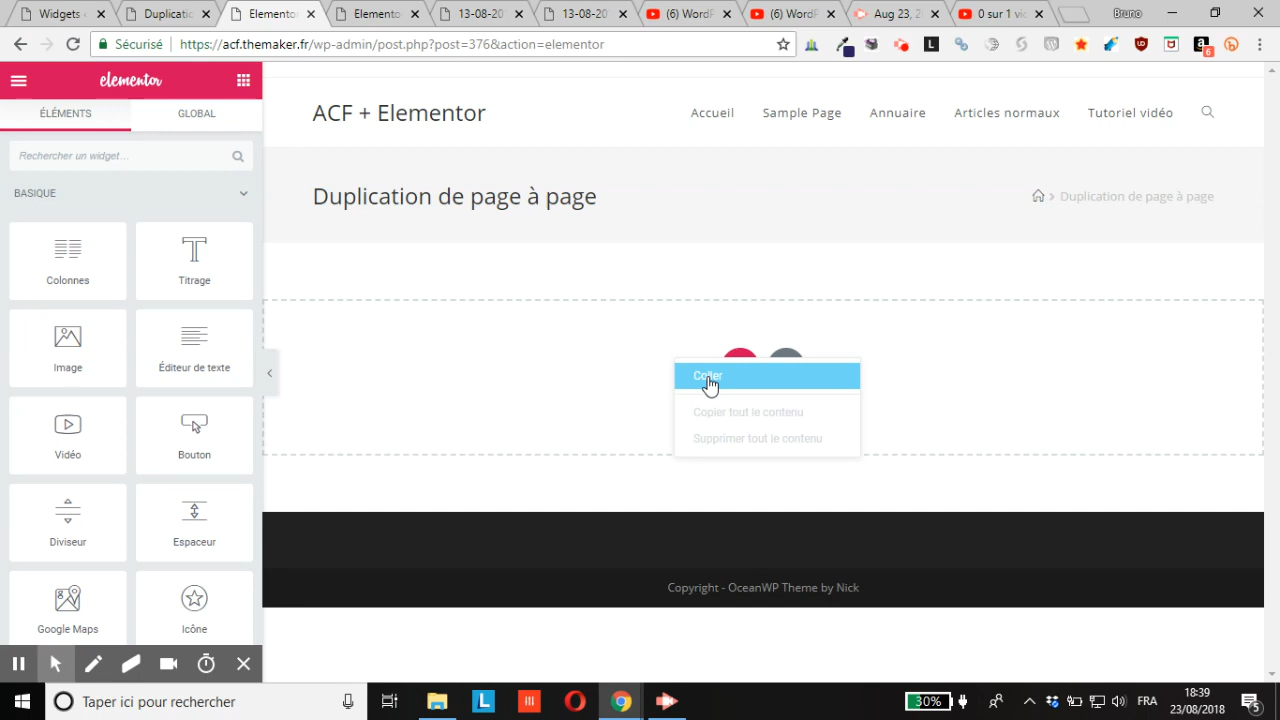 Widgets
Duplicatio
Elementor
Elemento
13-08-20
13-08-20
(6) WordP
(6) WordP
Aug 23, 2
0 sur 1 vi
Bruno
Sécurisé
https://acf.themaker.fr/wp-admin/post.php?post=376&action=elementor
6
elementor
ÉLÉMENTS
GLOBAL
Rechercher un widget...
BASIQUE
Colonnes
Titrage
Image
Éditeur de texte
Vidéo
Bouton
Diviseur
Espaceur
Google Maps
Icône
ACF + Elementor
Accueil
Sample Page
Annuaire
Articles normaux
Tutoriel vidéo
Duplication de page à page
Duplication de page à page
Coller
Copier tout le contenu
Supprimer tout le contenu
Copyright - OceanWP Theme by Nick
Taper ici pour rechercher
30%
FRA
18:39
23/08/2018
5